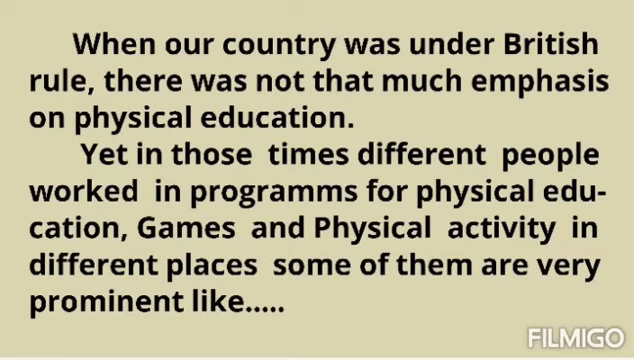 When our country was under British
rule, there was not that much emphasis
on physical education.
Yet in those times different people
worked in programms for physical edu-
cation, Games and Physical activity in
different places some of them are very
prominent like.....
FILMIGO